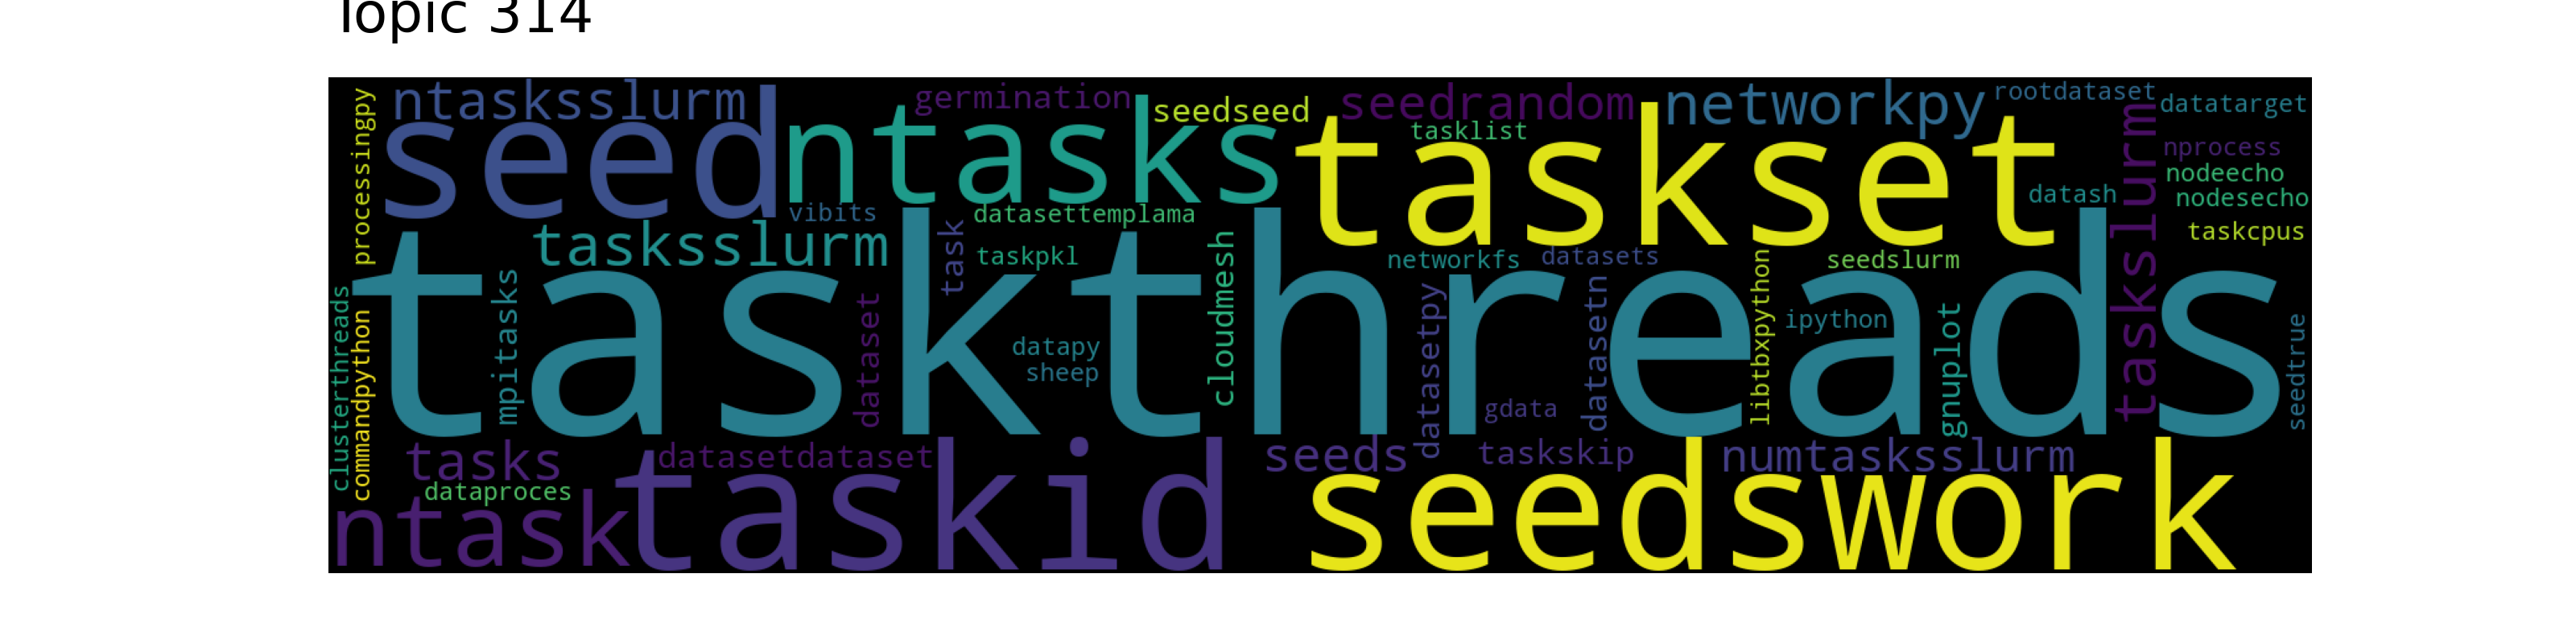 Topic 314
processingpy
ntasksslurm
germination
seedseed
seedrandom
networkpy
rootdataset
datatarget
seed
ntasks
tasklist
taskset
nprocess
nodeecho
nodesecho
datash
vibits
datasettemplama
tasksslurm
task
taskpkl
networkfs
datasets
seedslurm
taskslurm
taskcpus
taskthreads
clusterthreads
commandpython
mpitasks
dataset
datapy
sheep
cloudmesh
datasetpy
gdata
datasetn
libtbxpython
ipython
gnuplot
seedtrue
tasks
datasetdataset
seeds
taskskip
numtasksslurm
dataproces
ntask
taskid
seedswork